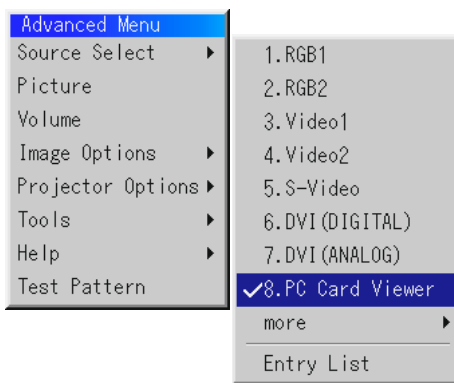 Advanced Menu
Source Select
Picture
Volume
Image Options
Projector Options
Tools
Help
Test Pattern
1.RGB1
2.RGB2
3.Video1
4.Video2
5.S-Video
6.DVI(DIGITAL)
7.DVI(ANALOG)
8.PC Card Viewer
more
Entry List